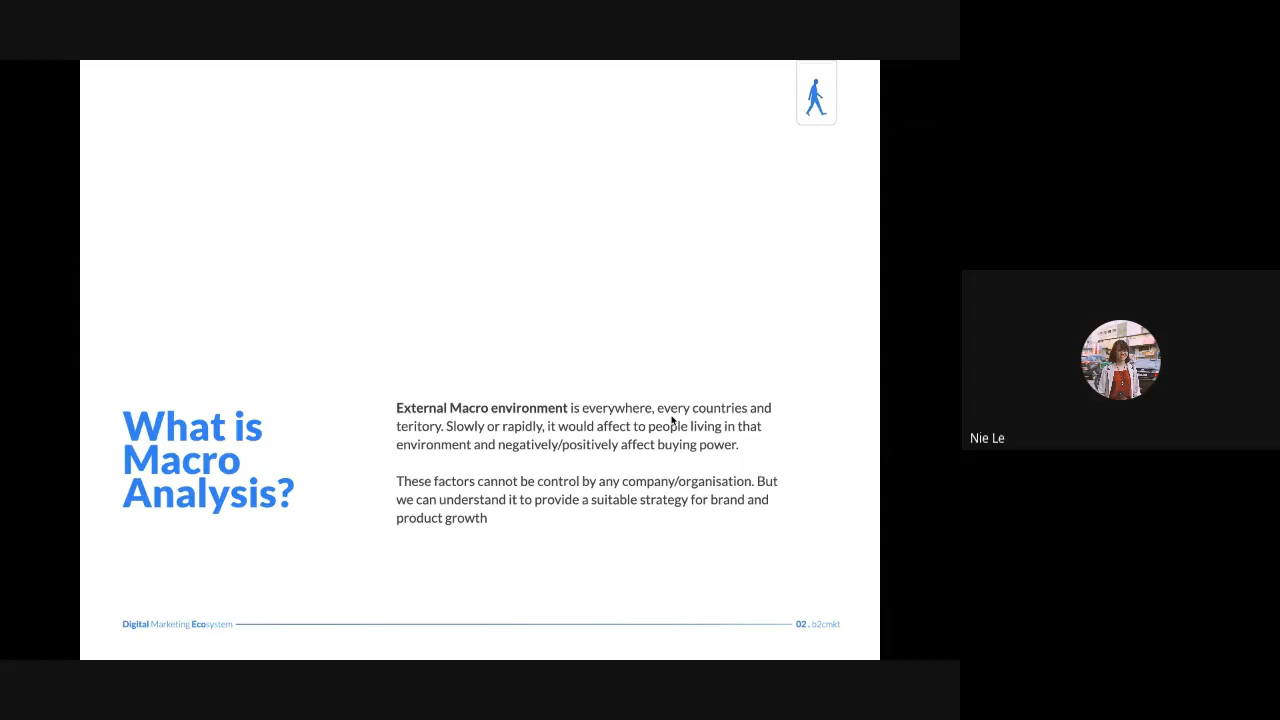 What is
Macro
Analysis?
External Macro environment is everywhere, every countries and
teritory. Slowly or rapidly, it would affect to people living in that
environment and negatively/positively affect buying power.
These factors cannot be control by any company/organisation. But
we can understand it to provide a suitable strategy for brand and
product growth
Digital Marketing Ecosystem
02 . b2cmkt
Nie Le